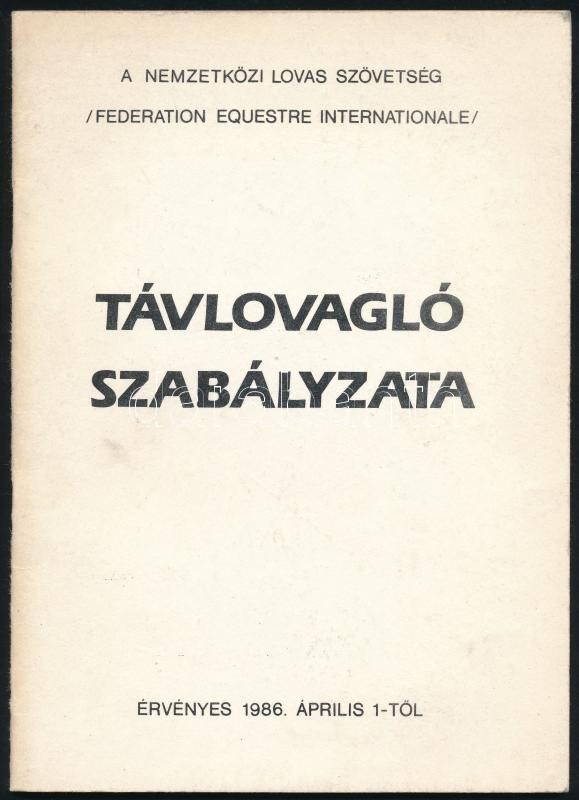 A NEMZETKÖZI LOVAS SZÖVETSÉG
/FEDERATION EQUESTRE INTERNATIONALE/
TÁVLOVAGLÓ
SZABÁLYZATA
ÉRVÉNYES 1986. ÁPRILIS 1-TŐL